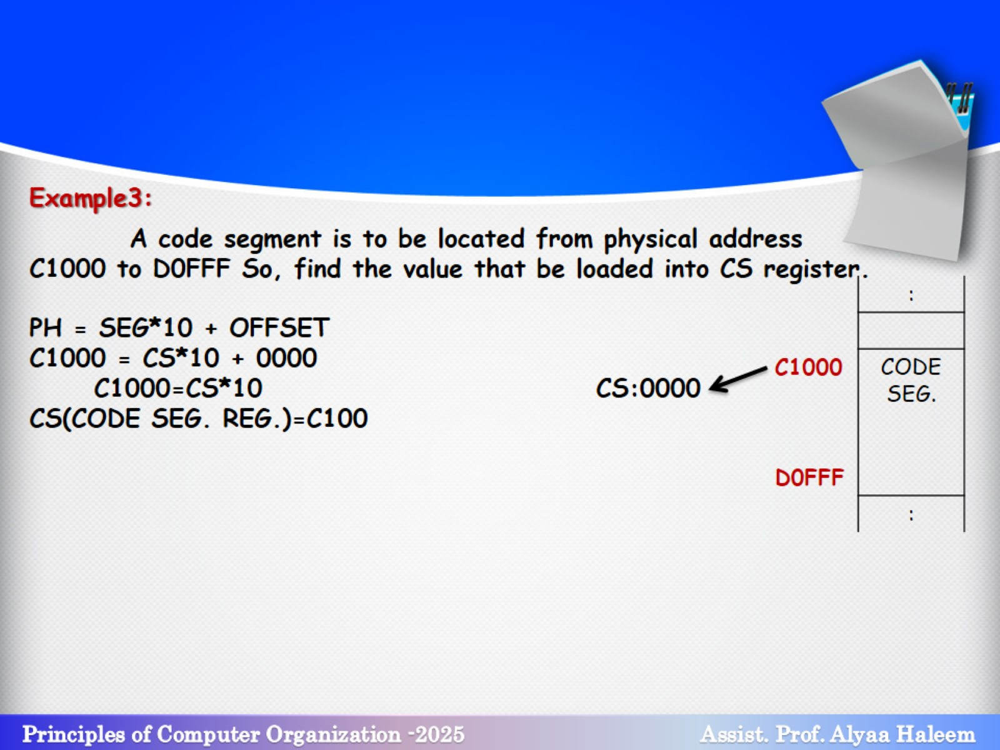 Example3:
A code segment is to be located from physical address
C1000 to D0FFF So, find the value that be loaded into CS register.
PH = SEG*10 + OFFSET
C1000 = CS*10 + 0000
C1000=CS*10
CS(CODE SEG. REG.)=C100
CS:0000
C1000
D0FFF
:
CODE
SEG.
:
Principles of Computer Organization -2025
Assist. Prof. Alyaa Haleem